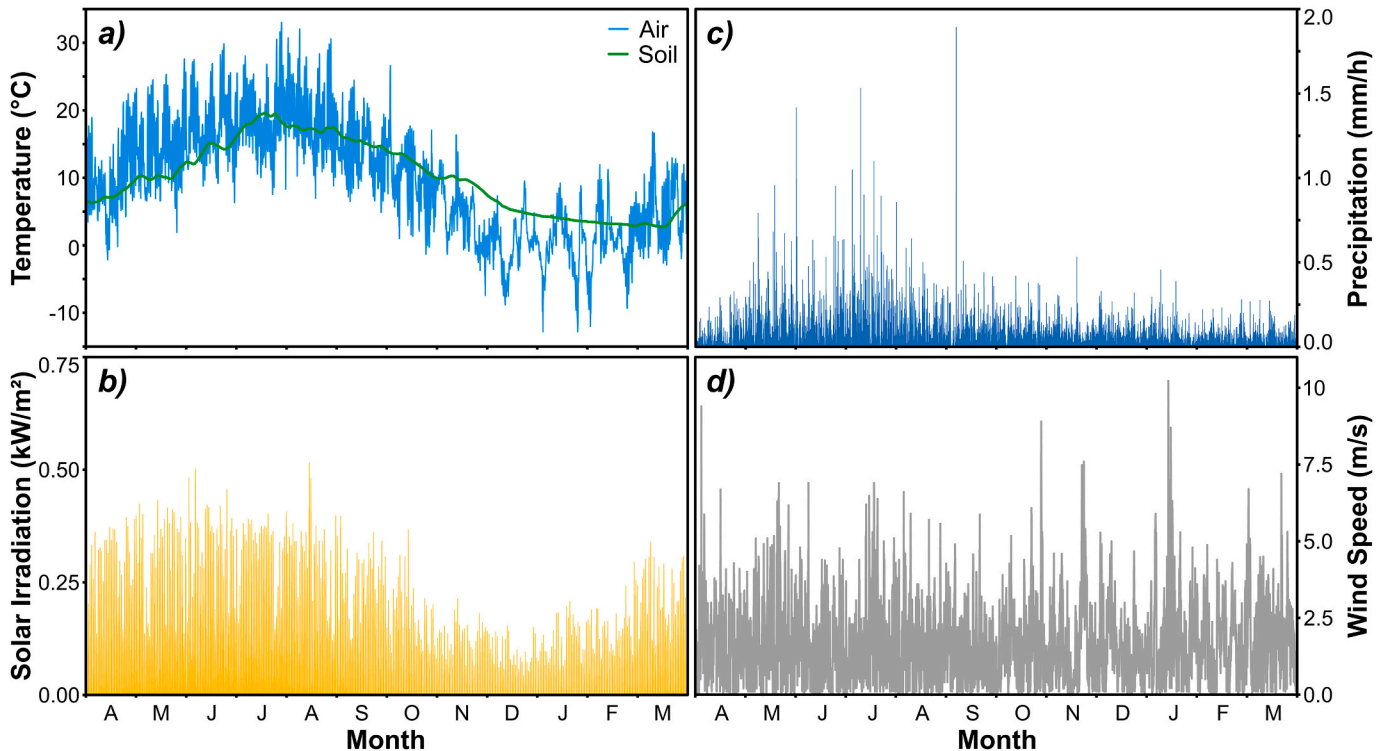 a)
Air
Soil
Temperature (°C)
30
20
10
0
-10
c)
2.0
1.5
1.0
0.5
0.0
Precipitation (mm/h)
b)
Solar Irradiation (kW/m²)
0.75
0.50
0.25
0.00
A M J J A S O N D J F M
Month
d)
10
7.5
5.0
2.5
0.0
Wind Speed (m/s)
A M J J A S O N D J F M
Month